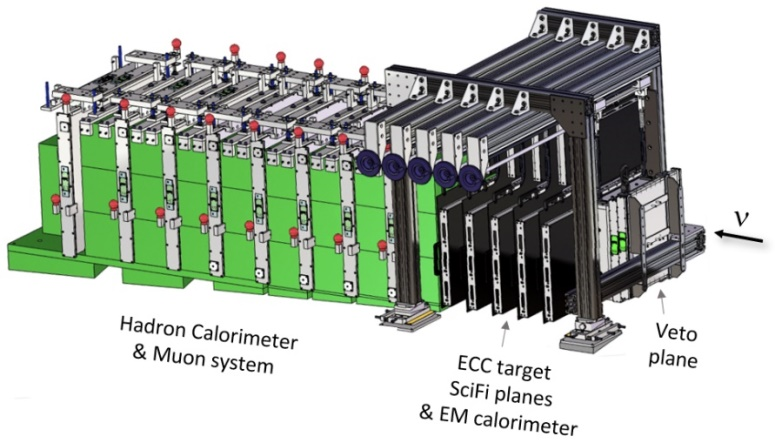 ν
Veto
plane
Hadron Calorimeter
& Muon system
ECC target
SciFi planes
& EM calorimeter